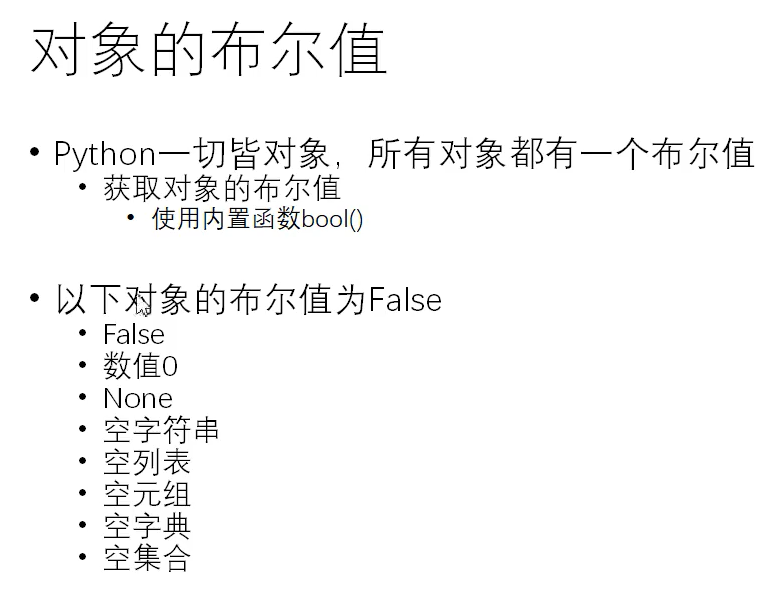 对象的布尔值
• Python一切皆对象，所有对象都有一个布尔值
• 获取对象的布尔值
• 使用内置函数bool()
• 以下对象的布尔值为False
• False
• 数值0
• None
• 空字符串
• 空列表
• 空元组
• 空字典
• 空集合